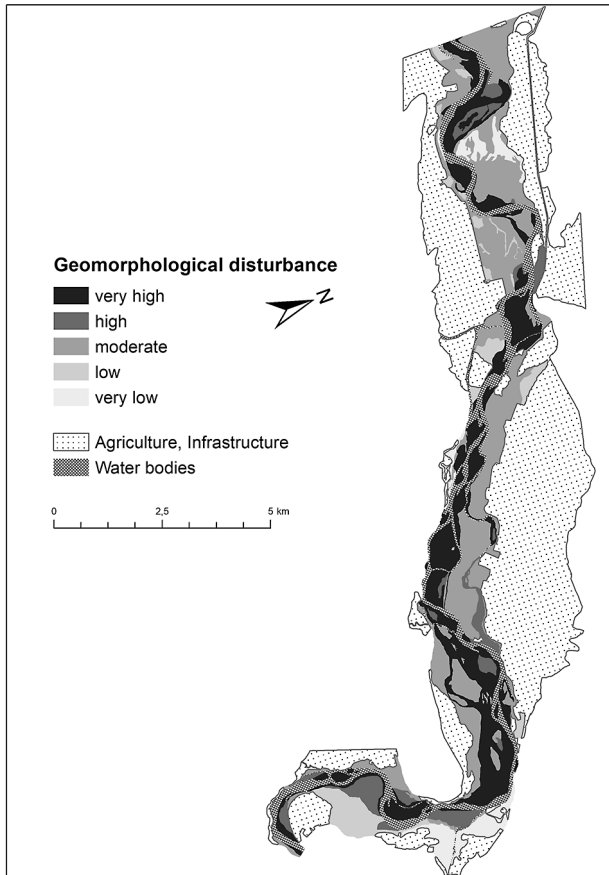 Geomorphological disturbance
very high
high
moderate
low
very low
Agriculture, Infrastructure
Water bodies
N
0 2,5 5 km